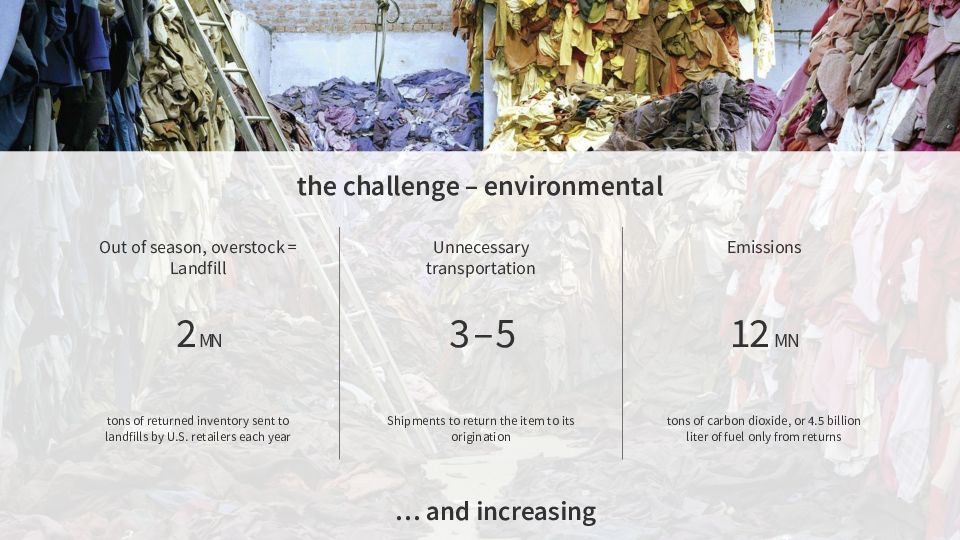 the challenge – environmental
Out of season, overstock =
Landfill
2 MN
tons of returned inventory sent to
landfills by U.S. retailers each year
Unnecessary
transportation
3–5
Shipments to return the item to its
origination
Emissions
12 MN
tons of carbon dioxide, or 4.5 billion
liter of fuel only from returns
... and increasing